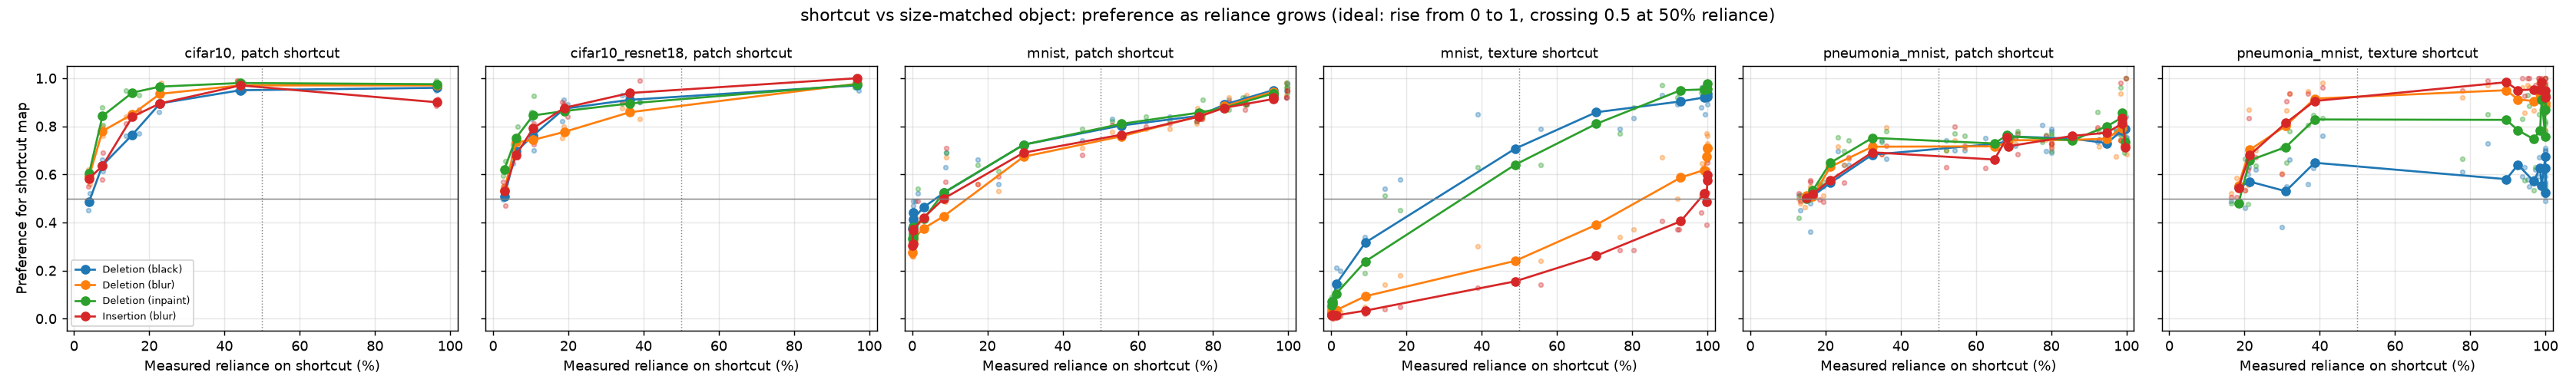 shortcut vs size-matched object: preference as reliance grows (ideal: rise from 0 to 1, crossing 0.5 at 50% reliance)
cifar10, patch shortcut
cifar10_resnet18, patch shortcut
mnist, patch shortcut
mnist, texture shortcut
pneumonia_mnist, patch shortcut
pneumonia_mnist, texture shortcut
Preference for shortcut map
1.0
0.8
0.6
0.4
0.2
0.0
Deletion (black)
Deletion (blur)
Deletion (inpaint)
Insertion (blur)
0 20 40 60 80 100
0 20 40 60 80 100
0 20 40 60 80 100
0 20 40 60 80 100
0 20 40 60 80 100
0 20 40 60 80 100
Measured reliance on shortcut (%)
Measured reliance on shortcut (%)
Measured reliance on shortcut (%)
Measured reliance on shortcut (%)
Measured reliance on shortcut (%)
Measured reliance on shortcut (%)